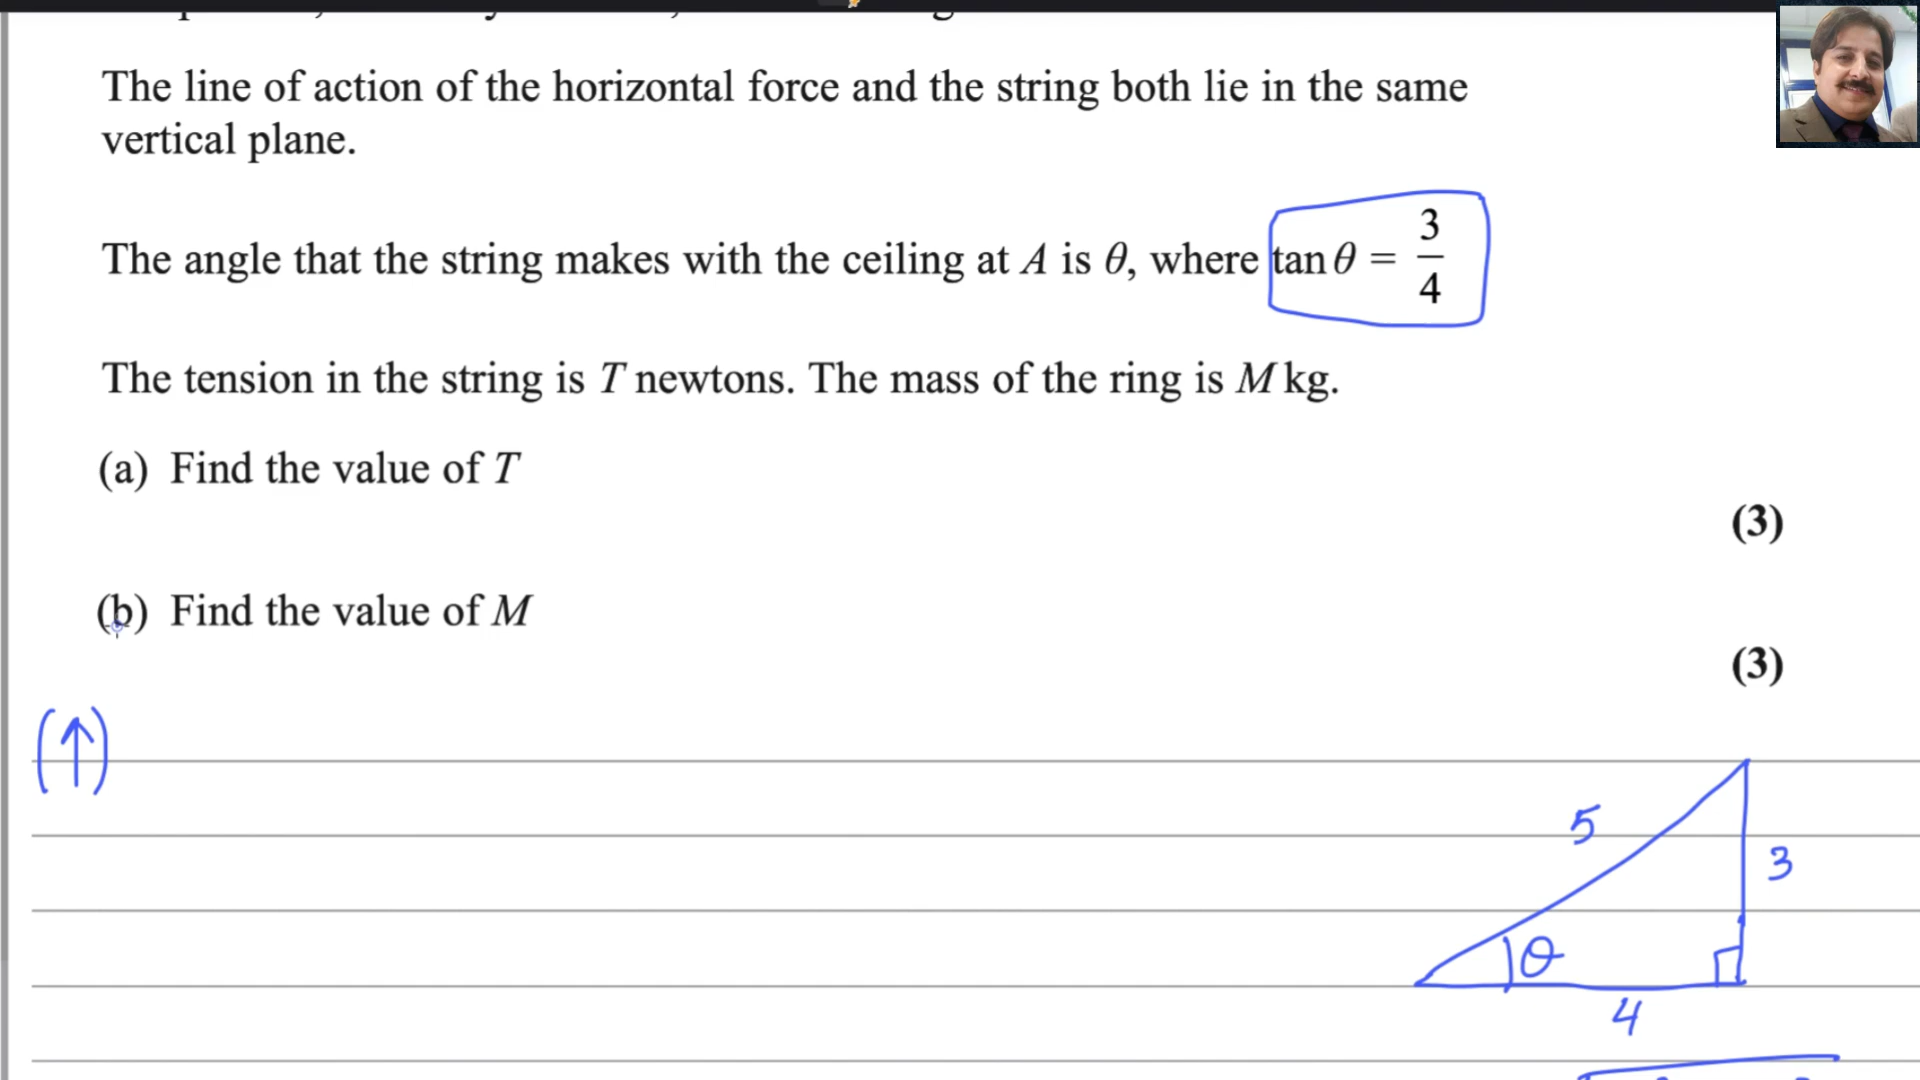 The line of action of the horizontal force and the string both lie in the same
vertical plane.
The angle that the string makes with the ceiling at A is θ, where tan θ = 3/4
The tension in the string is T newtons. The mass of the ring is M kg.
(a) Find the value of T
(3)
(b) Find the value of M
(3)
(↑)
5
3
θ
4